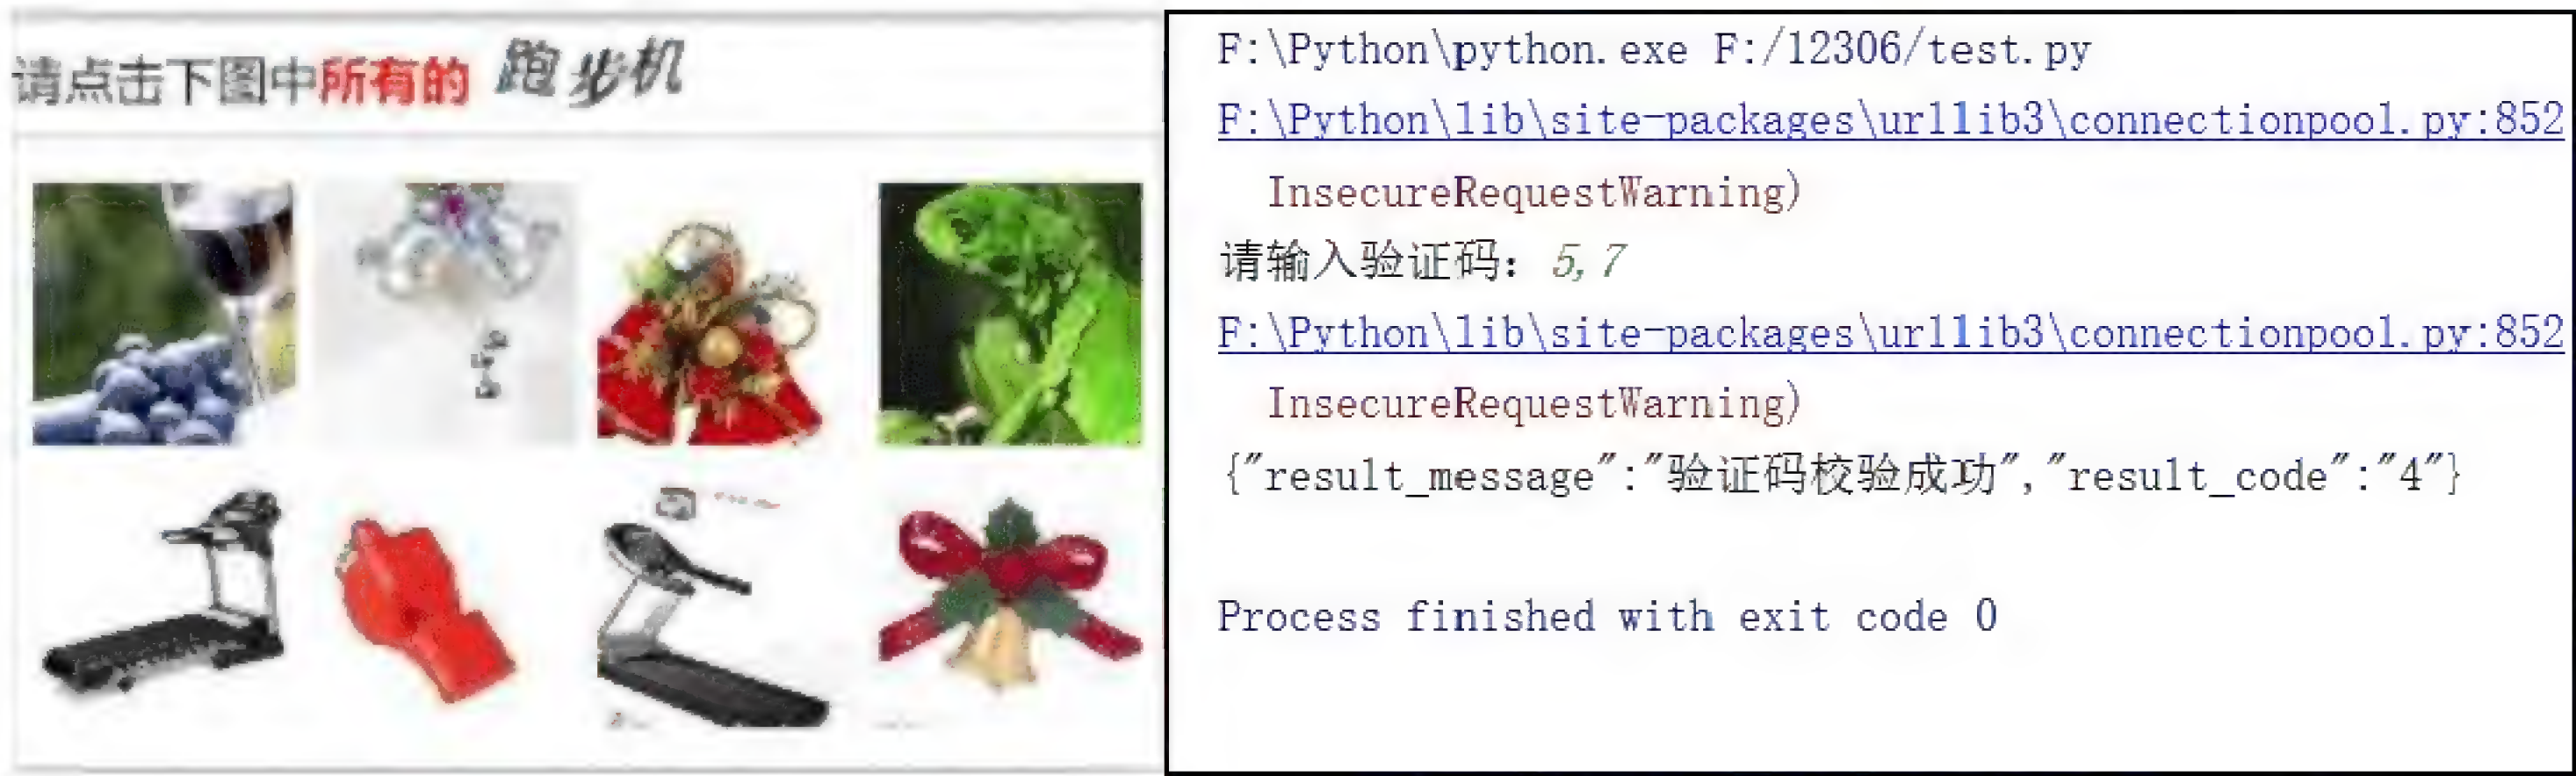 请点击下图中所有的 跑步机
F:\Python\python.exe F:/12306/test.py
F:\Python\lib\site-packages\urllib3\connectionpool.py:852
InsecureRequestWarning)
请输入验证码：5,7
F:\Python\lib\site-packages\urllib3\connectionpool.py:852
InsecureRequestWarning)
{"result_message":"验证码校验成功","result_code":"4"}
Process finished with exit code 0